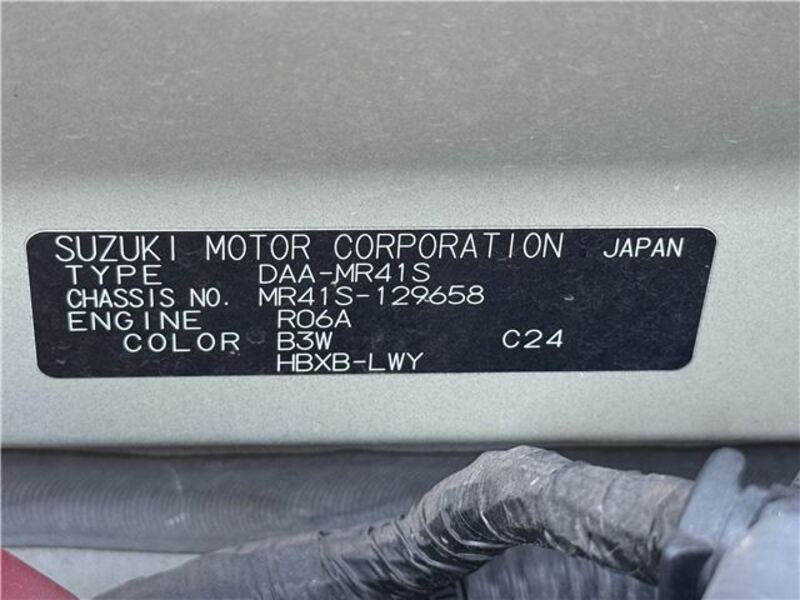 SUZUKI MOTOR CORPORATION JAPAN
TYPE DAA-MR41S
CHASSIS NO. MR41S-129658
ENGINE R06A
COLOR B3W C24
HBXB-LWY